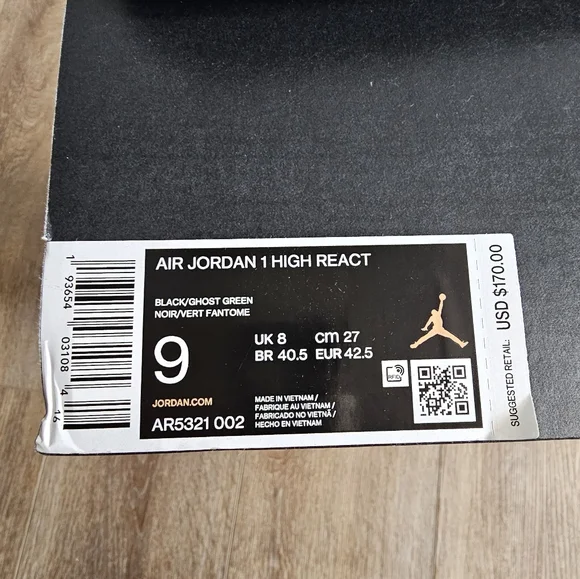 1 93654 03108 4 16
AIR JORDAN 1 HIGH REACT
BLACK/GHOST GREEN
NOIR/VERT FANTOME
9
UK 8 cm 27
BR 40.5 EUR 42.5
JORDAN.COM
AR5321 002
MADE IN VIETNAM /
FABRIQUE AU VIETNAM /
FABRICADO NO VIETNÃ /
HECHO EN VIETNAM
RFID
SUGGESTED RETAIL: USD $170.00